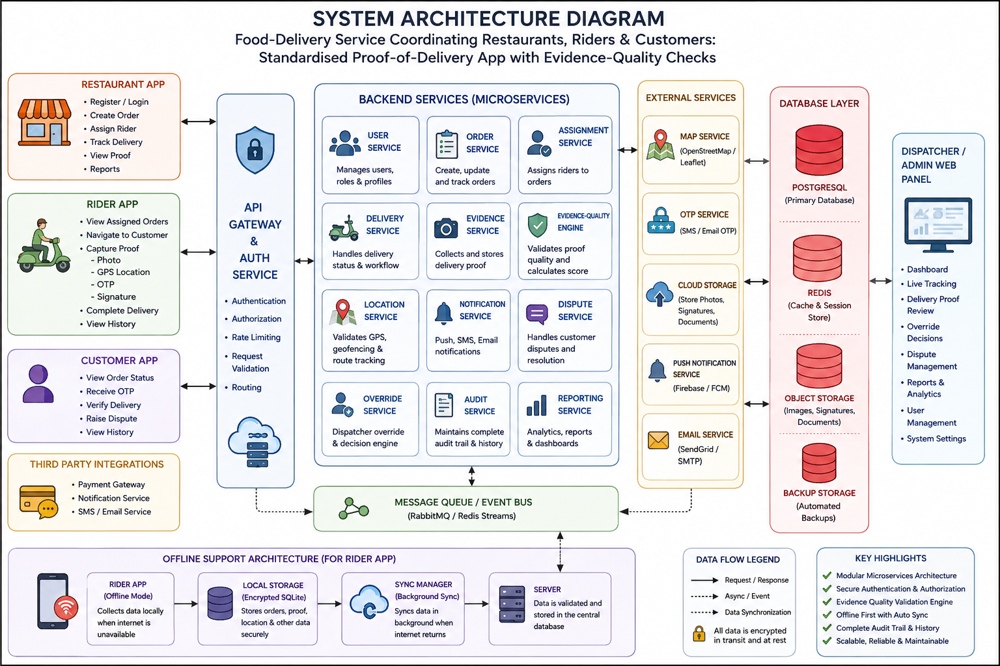 SYSTEM ARCHITECTURE DIAGRAM
Food-Delivery Service Coordinating Restaurants, Riders & Customers:
Standardised Proof-of-Delivery App with Evidence-Quality Checks
RESTAURANT APP
• Register / Login
• Create Order
• Assign Rider
• Track Delivery
• View Proof
• Reports
RIDER APP
• View Assigned Orders
• Navigate to Customer
• Capture Proof
- Photo
- GPS Location
- OTP
- Signature
• Complete Delivery
• View History
CUSTOMER APP
• View Order Status
• Receive OTP
• Verify Delivery
• Raise Dispute
• View History
THIRD PARTY INTEGRATIONS
• Payment Gateway
• Notification Service
• SMS / Email Service
API
GATEWAY
&
AUTH
SERVICE
• Authentication
• Authorization
• Rate Limiting
• Request
Validation
• Routing
BACKEND SERVICES (MICROSERVICES)
USER
SERVICE
Manages users,
roles & profiles
ORDER
SERVICE
Create, update
and track orders
ASSIGNMENT
SERVICE
Assigns riders to
orders
DELIVERY
SERVICE
Handles delivery
status & workflow
EVIDENCE
SERVICE
Collects and stores
delivery proof
EVIDENCE-QUALITY
ENGINE
Validates proof
quality and
calculates score
LOCATION
SERVICE
Validates GPS,
geofencing &
route tracking
NOTIFICATION
SERVICE
Push, SMS, Email
notifications
DISPUTE
SERVICE
Handles customer
disputes and
resolution
OVERRIDE
SERVICE
Dispatcher override
& decision engine
AUDIT
SERVICE
Maintains complete
audit trail & history
REPORTING
SERVICE
Analytics, reports
& dashboards
MESSAGE QUEUE / EVENT BUS
(RabbitMQ / Redis Streams)
EXTERNAL SERVICES
MAP SERVICE
(OpenStreetMap /
Leaflet)
OTP SERVICE
(SMS / Email OTP)
CLOUD STORAGE
(Store Photos,
Signatures,
Documents)
PUSH NOTIFICATION
SERVICE
(Firebase / FCM)
EMAIL SERVICE
(SendGrid /
SMTP)
DATABASE LAYER
POSTGRESQL
(Primary Database)
REDIS
(Cache & Session
Store)
OBJECT STORAGE
(Images, Signatures,
Documents)
BACKUP STORAGE
(Automated
Backups)
DISPATCHER /
ADMIN WEB
PANEL
• Dashboard
• Live Tracking
• Delivery Proof
Review
• Override
Decisions
• Dispute
Management
• Reports &
Analytics
• User
Management
• System Settings
OFFLINE SUPPORT ARCHITECTURE (FOR RIDER APP)
RIDER APP
(Offline Mode)
Collects data locally
when internet is
unavailable
LOCAL STORAGE
(Encrypted SQLite)
Stores orders, proof,
location & other data
securely
SYNC MANAGER
(Background Sync)
Syncs data in
background when
internet returns
SERVER
Data is validated and
stored in the central
database
DATA FLOW LEGEND
Request / Response
Async / Event
Data Synchronization
All data is encrypted
in transit and at rest
KEY HIGHLIGHTS
Modular Microservices Architecture
Secure Authentication & Authorization
Evidence Quality Validation Engine
Offline First with Auto Sync
Complete Audit Trail & History
Scalable, Reliable & Maintainable